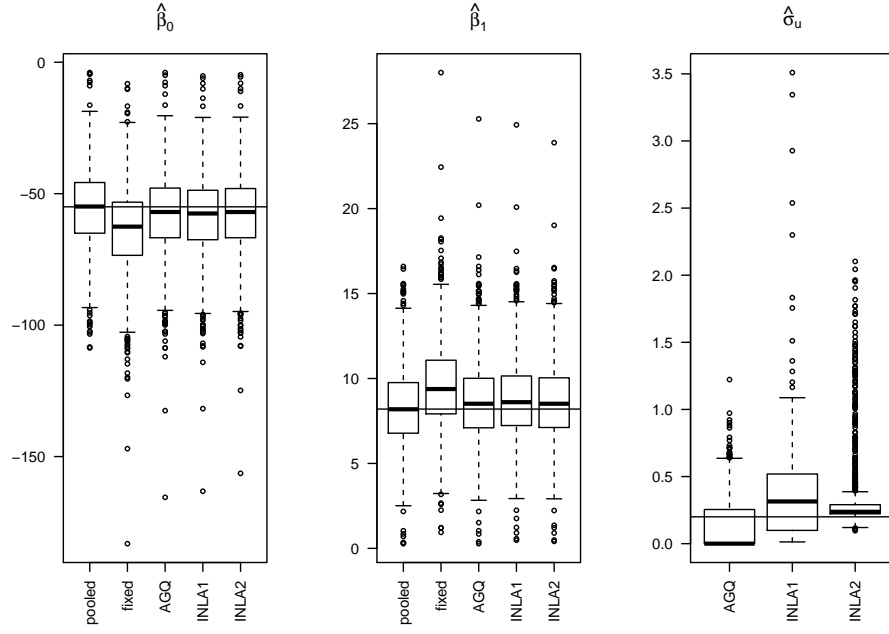 β̂₀
0
−50
−100
−150
pooled
fixed
AGQ
INLA1
INLA2
β̂₁
25
20
15
10
5
0
pooled
fixed
AGQ
INLA1
INLA2
σ̂ᵤ
3.5
3.0
2.5
2.0
1.5
1.0
0.5
0.0
AGQ
INLA1
INLA2